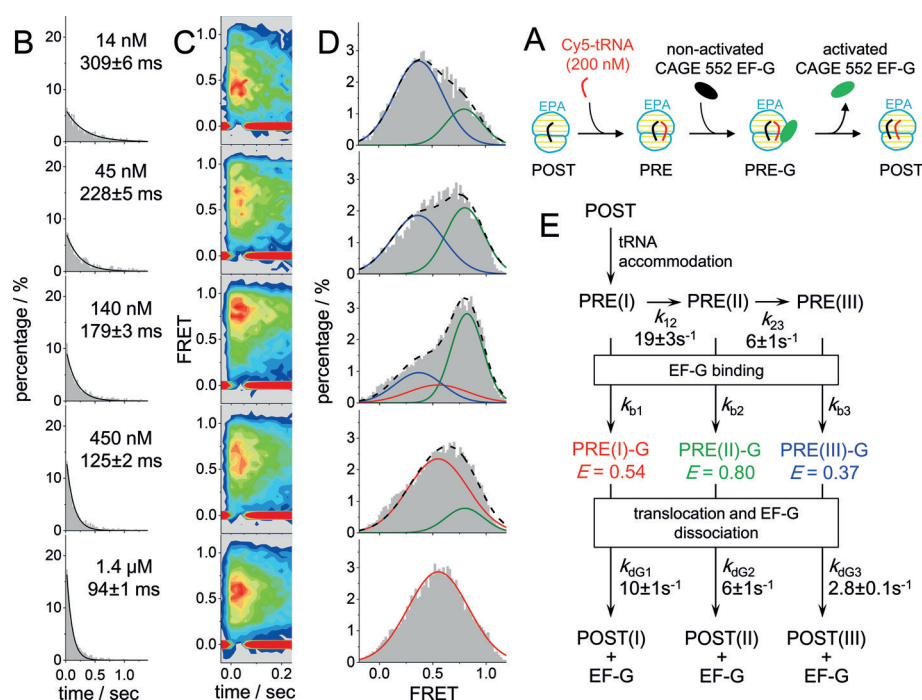 B
14 nM
309±6 ms
20
10
0
45 nM
228±5 ms
20
10
0
140 nM
179±3 ms
20
10
0
450 nM
125±2 ms
20
10
0
1.4 µM
94±1 ms
20
10
0
percentage / %
0.0 0.5 1.0
time / sec
C
1.0
0.5
0.0
1.0
0.5
0.0
1.0
0.5
0.0
1.0
0.5
0.0
1.0
0.5
0.0
FRET
0.0 0.2
time / sec
D
3
2
1
0
3
2
1
0
3
2
1
0
3
2
1
0
3
2
1
0
percentage / %
0.0 0.5 1.0
FRET
A
Cy5-tRNA
(200 nM)
non-activated
CAGE 552 EF-G
activated
CAGE 552 EF-G
EPA
EPA
EPA
EPA
POST
PRE
PRE-G
POST
E
POST
tRNA
accommodation
PRE(I) PRE(II) PRE(III)
k12
19±3s-1
k23
6±1s-1
EF-G binding
kb1 kb2 kb3
PRE(I)-G PRE(II)-G PRE(III)-G
E = 0.54 E = 0.80 E = 0.37
translocation and EF-G
dissociation
kdG1 kdG2 kdG3
10±1s-1 6±1s-1 2.8±0.1s-1
POST(I) POST(II) POST(III)
+ + +
EF-G EF-G EF-G